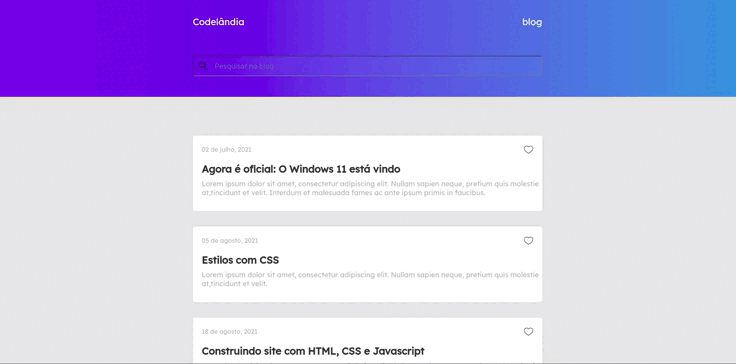 Codelândia
blog
Pesquisar no blog
02 de julho, 2021
Agora é oficial: O Windows 11 está vindo
Lorem ipsum dolor sit amet, consectetur adipiscing elit. Nullam sapien neque, pretium quis molestie
at,tincidunt et velit. Interdum et malesuada fames ac ante ipsum primis in faucibus.
05 de agosto, 2021
Estilos com CSS
Lorem ipsum dolor sit amet, consectetur adipiscing elit. Nullam sapien neque, pretium quis molestie
at,tincidunt et velit.
18 de agosto, 2021
Construindo site com HTML, CSS e Javascript